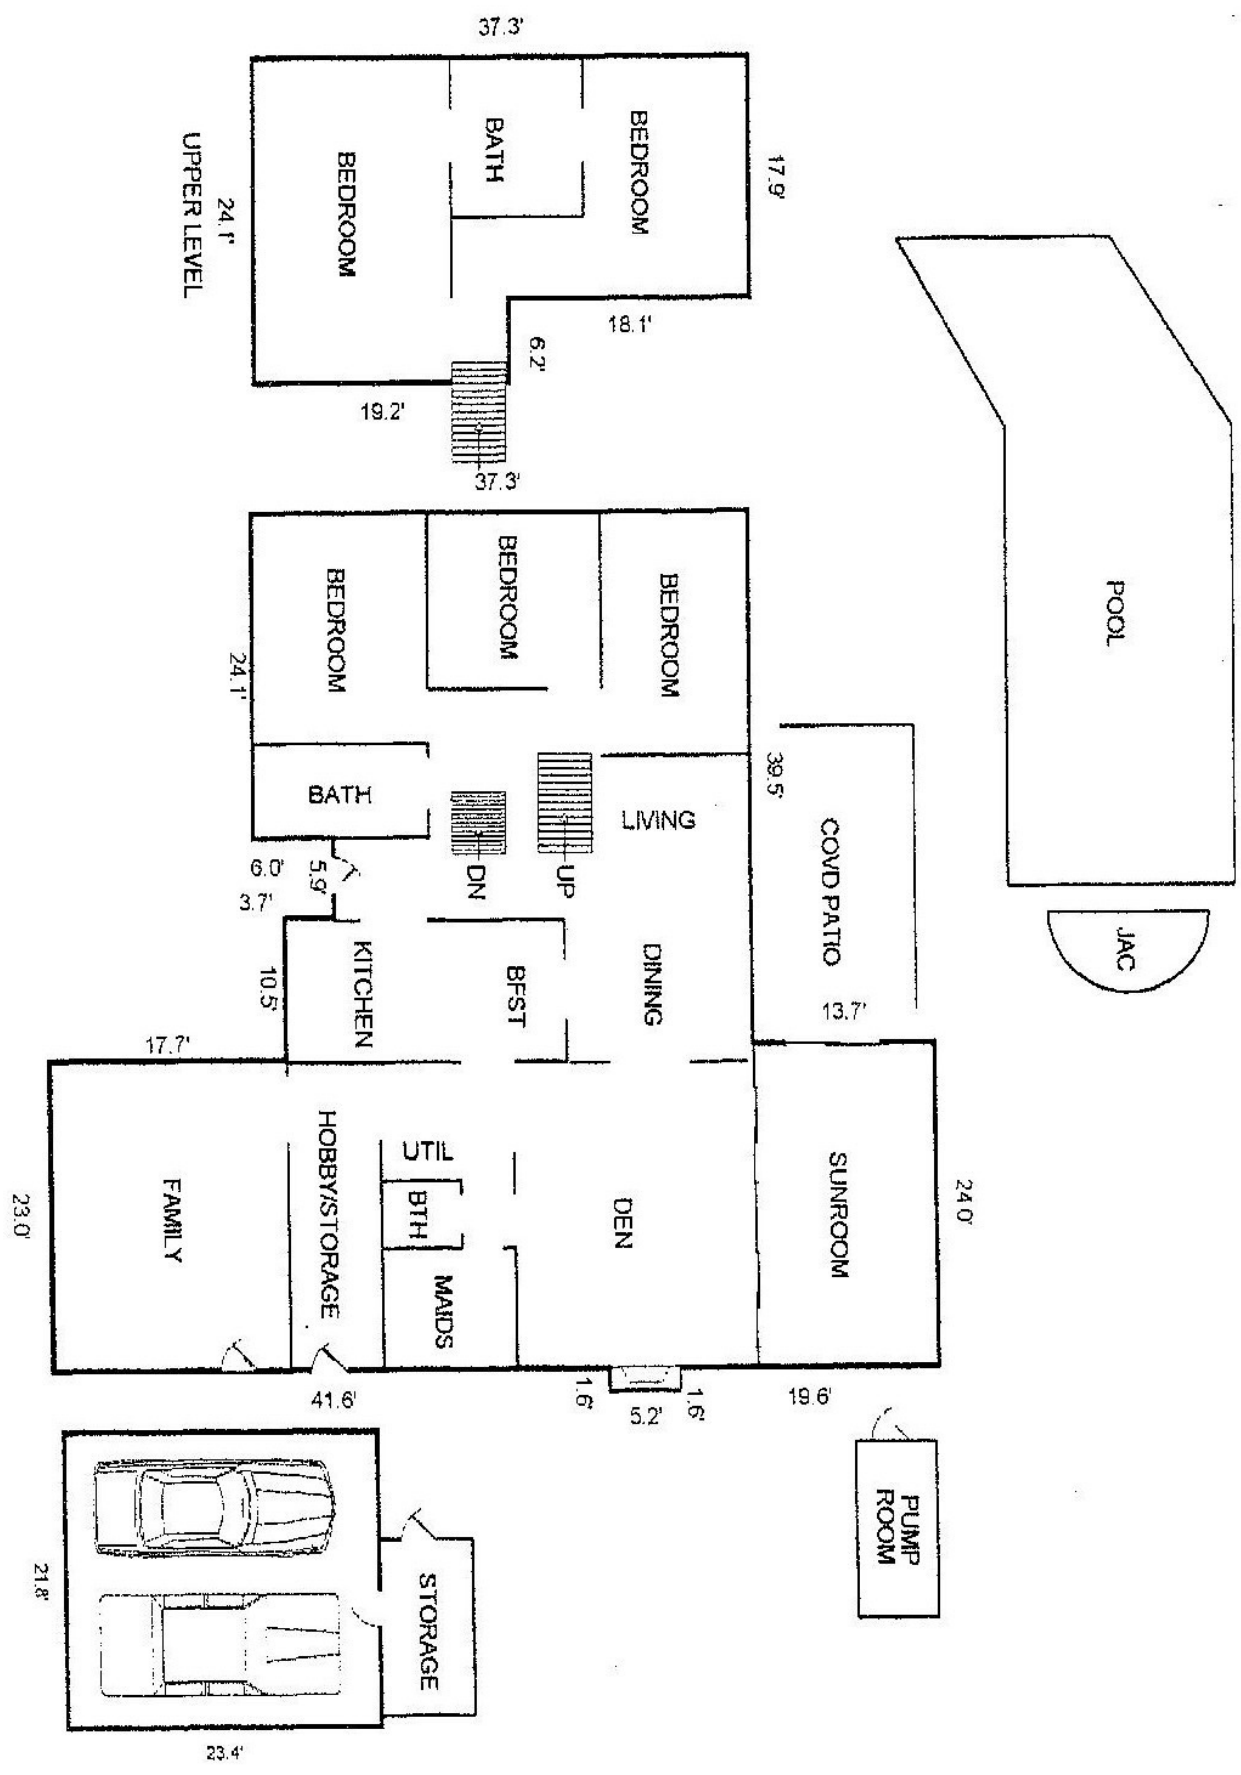 37.3'
BEDROOM
BATH
BEDROOM
17.9'
24.1'
UPPER LEVEL
18.1'
6.2'
19.2'
37.3'
BEDROOM
BEDROOM
BEDROOM
POOL
24.1'
39.5'
BATH
LIVING
COVD PATIO
6.0'
5.9'
DN
UP
3.7'
JAC
KITCHEN
BFST
DINING
10.5'
13.7'
17.7'
HOBBY/STORAGE
UTIL
BTH
MAIDS
DEN
SUNROOM
24.0'
FAMILY
23.0'
41.6'
1.6'
5.2'
1.6'
19.6'
PUMP
ROOM
STORAGE
21.8'
23.4'